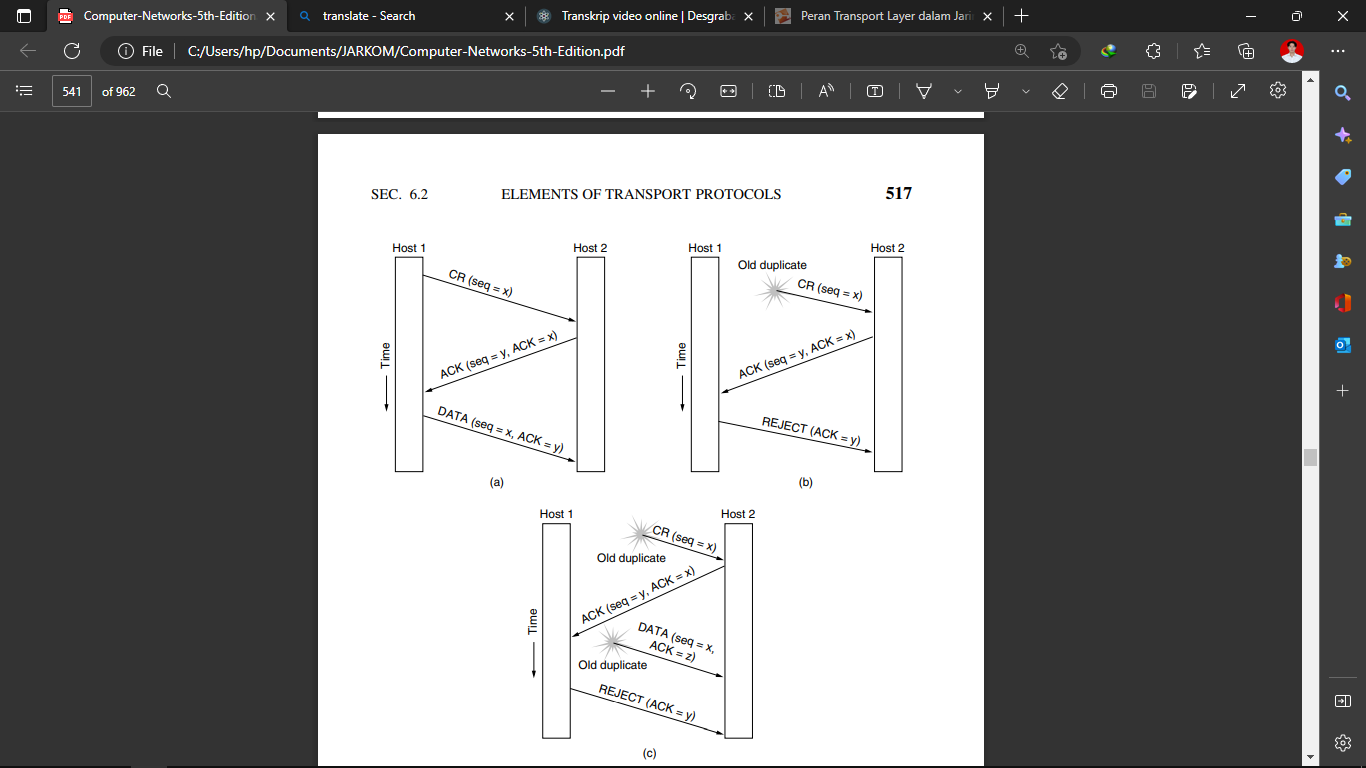 Computer-Networks-5th-Edition
translate - Search
Transkrip video online | Desgrab
Peran Transport Layer dalam Jari
File
C:/Users/hp/Documents/JARKOM/Computer-Networks-5th-Edition.pdf
541
of 962
SEC. 6.2 ELEMENTS OF TRANSPORT PROTOCOLS 517
Host 1
Host 2
CR (seq = x)
ACK (seq = y, ACK = x)
DATA (seq = x, ACK = y)
Time
(a)
Host 1
Host 2
Old duplicate
CR (seq = x)
ACK (seq = y, ACK = x)
REJECT (ACK = y)
Time
(b)
Host 1
Host 2
CR (seq = x)
Old duplicate
ACK (seq = y, ACK = x)
DATA (seq = x,
ACK = z)
Old duplicate
REJECT (ACK = y)
Time
(c)